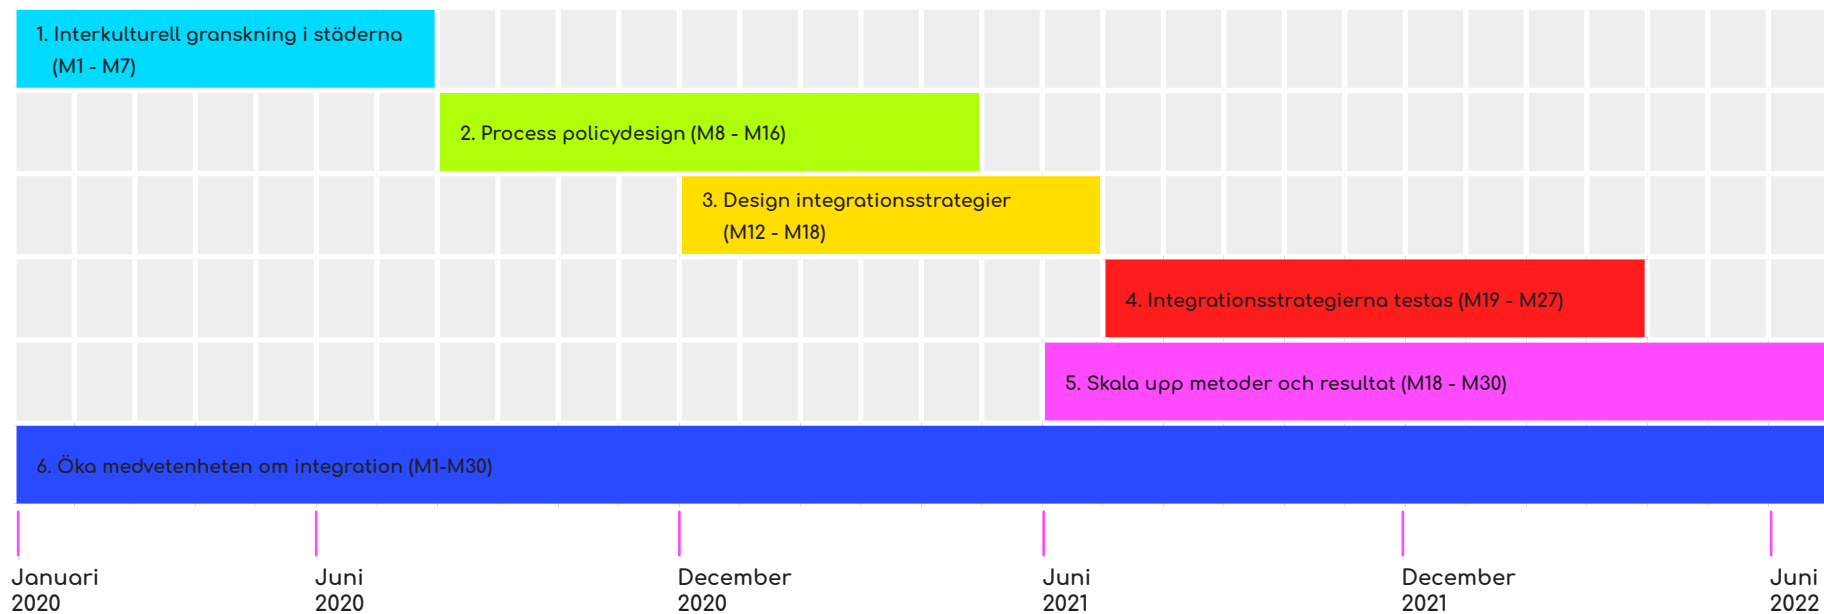 1. Interkulturell granskning i städerna
(M1 - M7)
2. Process policydesign (M8 - M16)
3. Design integrationsstrategier
(M12 - M18)
4. Integrationsstrategierna testas (M19 - M27)
5. Skala upp metoder och resultat (M18 - M30)
6. Öka medvetenheten om integration (M1-M30)
Januari
2020
Juni
2020
December
2020
Juni
2021
December
2021
Juni
2022